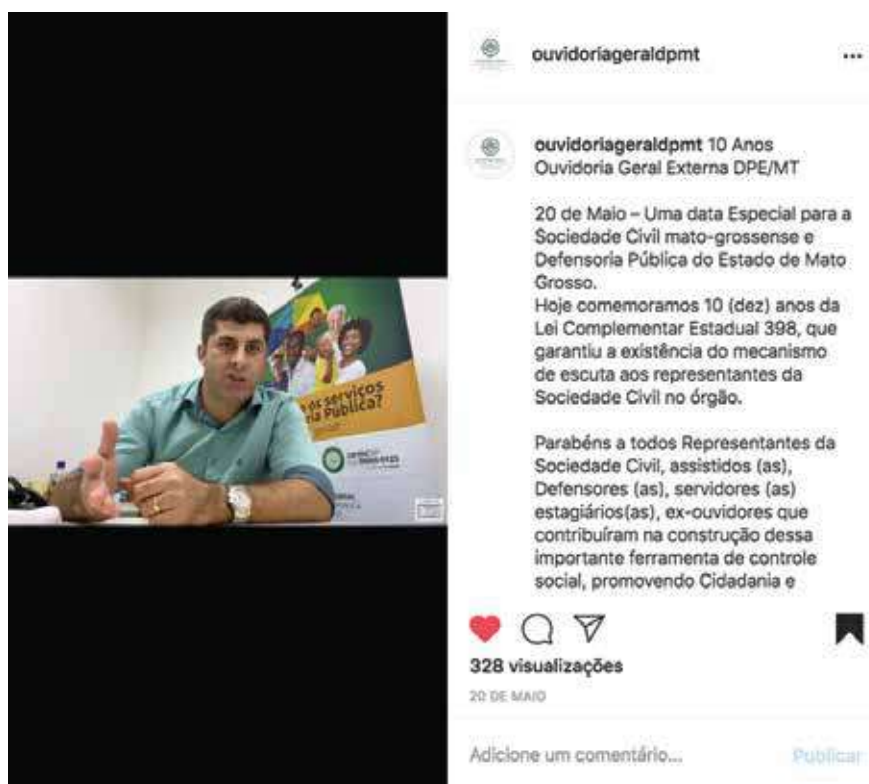 ouvidoriageraldpmt
ouvidoriageraldpmt 10 Anos
Ouvidoria Geral Externa DPE/MT
20 de Maio – Uma data Especial para a
Sociedade Civil mato-grossense e
Defensoria Pública do Estado de Mato
Grosso.
Hoje comemoramos 10 (dez) anos da
Lei Complementar Estadual 398, que
garantiu a existência do mecanismo
de escuta aos representantes da
Sociedade Civil no órgão.
Parabéns a todos Representantes da
Sociedade Civil, assistidos (as),
Defensores (as), servidores (as)
estagiários(as), ex-ouvidores que
contribuíram na construção dessa
importante ferramenta de controle
social, promovendo Cidadania e
328 visualizações
20 DE MAIO
Adicione um comentário...
Publicar
os serviços
Pública?